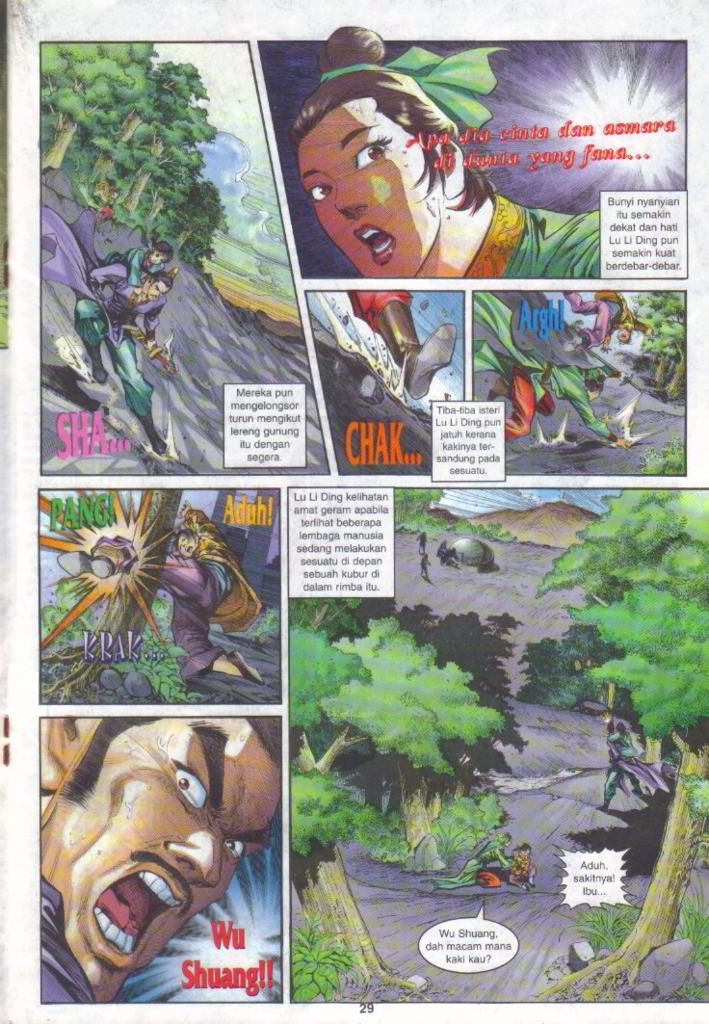 Apa dia cinta dan asmara
di dunia yang fana...
Bunyi nyanyian
itu semakin
dekat dan hati
Lu Li Ding pun
semakin kuat
berdebar-debar.
SHA...
Mereka pun
mengelongsor
turun mengikut
lereng gunung
itu dengan
segera.
CHAK...
Tiba-tiba isteri
Lu Li Ding pun
jatuh kerana
kakinya ter-
sandung pada
sesuatu.
Argh!
PANG!
Aduh!
KRAK...
Lu Li Ding kelihatan
amat geram apabila
terlihat beberapa
lembaga manusia
sedang melakukan
sesuatu di depan
sebuah kubur di
dalam rimba itu.
Wu
Shuang!!
Aduh,
sakitnya!
Ibu...
Wu Shuang,
dah macam mana
kaki kau?
29